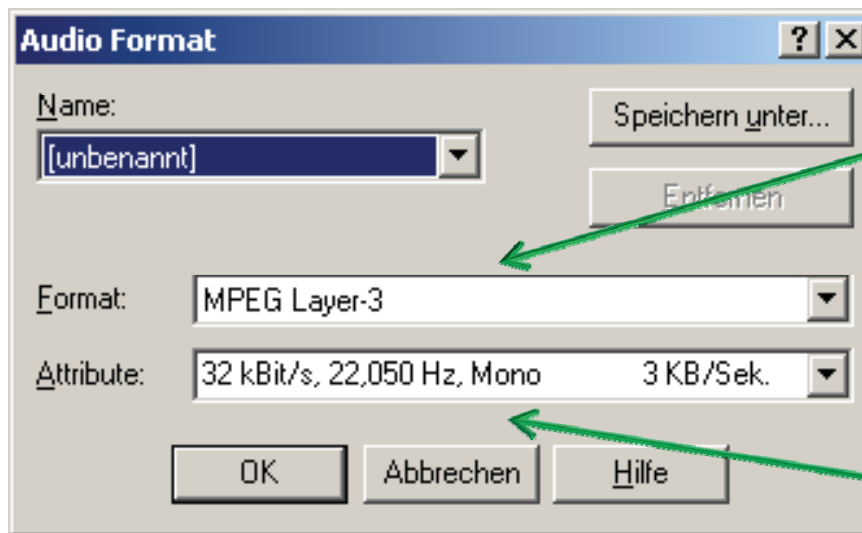 Audio Format
Name:
Speichern unter...
[unbenannt]
Entfernen
Format: MPEG Layer-3
Attribute: 32 kBit/s, 22,050 Hz, Mono 3 KB/Sek.
OK Abbrechen Hilfe